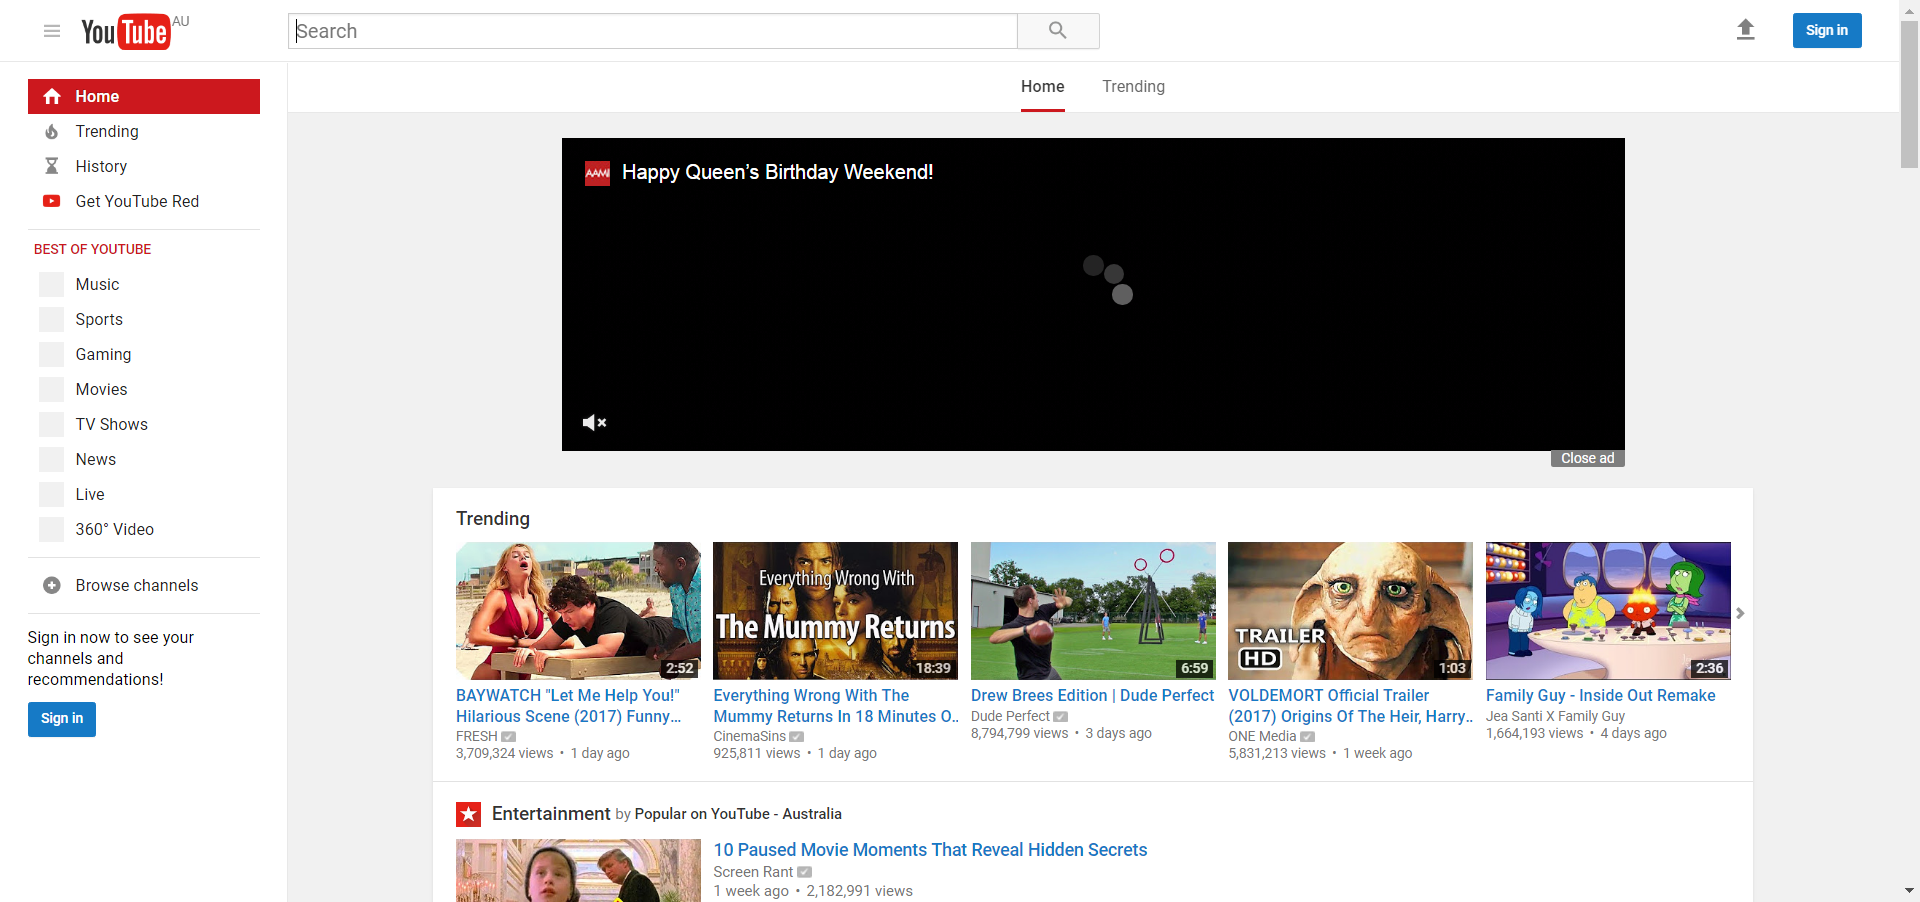 YouTube AU
Search
Sign in
Home
Trending
History
Get YouTube Red
BEST OF YOUTUBE
Music
Sports
Gaming
Movies
TV Shows
News
Live
360° Video
Browse channels
Sign in now to see your
channels and
recommendations!
Sign in
Home Trending
AAMI Happy Queen's Birthday Weekend!
Close ad
Trending
2:52
BAYWATCH "Let Me Help You!"
Hilarious Scene (2017) Funny...
FRESH
3,709,324 views • 1 day ago
Everything Wrong With
The Mummy Returns
18:39
Everything Wrong With The
Mummy Returns In 18 Minutes O..
CinemaSins
925,811 views • 1 day ago
6:59
Drew Brees Edition | Dude Perfect
Dude Perfect
8,794,799 views • 3 days ago
TRAILER
HD
1:03
VOLDEMORT Official Trailer
(2017) Origins Of The Heir, Harry..
ONE Media
5,831,213 views • 1 week ago
2:36
Family Guy - Inside Out Remake
Jea Santi X Family Guy
1,664,193 views • 4 days ago
Entertainment by Popular on YouTube - Australia
10 Paused Movie Moments That Reveal Hidden Secrets
Screen Rant
1 week ago • 2,182,991 views